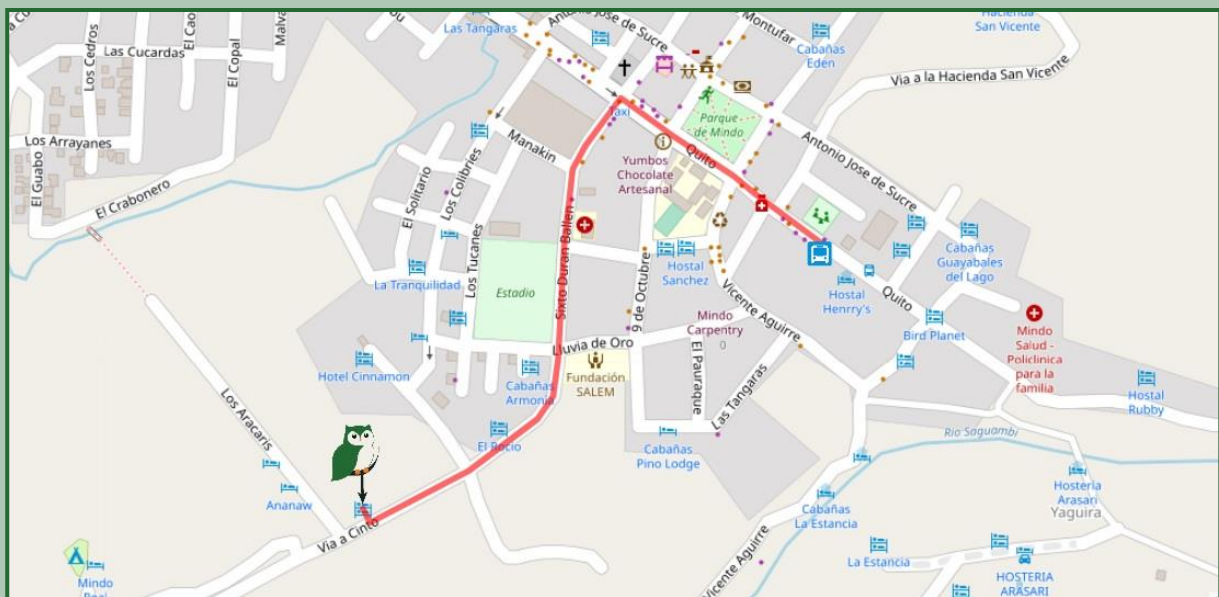 Malva
El Cao
Las Cucardas
Los Cedros
El Copal
Los Arrayanes
El Guabo
El Crabonero
Las Tangaras
Antonio Jose de Sucre
Montufar
Cabañas
Eden
Hacienda
San Vicente
Via a la Hacienda San Vicente
Taxi
Parque
de Mindo
Manakin
Quito
Antonio Jose de Sucre
Yumbos
Chocolate
Artesanal
El Solitario
Los Colibries
Los Tucanes
Sixto Duran Ballen
9 de Octubre
Hostal
Sanchez
Cabañas
Guayabales
del Lago
La Tranquilidad
Estadio
Vicente Aguirre
Hostal
Henrry's
Quito
Mindo
Carpentry
0
Bird Planet
Mindo
Salud -
Policlinica
para la
familia
Lluvia de Oro
Hotel Cinnamon
Cabañas
Armonia
Fundación
SALEM
El Pauraque
Las Tangaras
Hostal
Rubby
Los Aracaris
El Rocio
Cabañas
Pino Lodge
Rio Saguambi
Ananaw
Hosteria
Arasari
Yaguira
Cabañas
La Estancia
Via a Cinto
Vicente Aguirre
La Estancia
HOSTERIA
ARASARI
Mindo